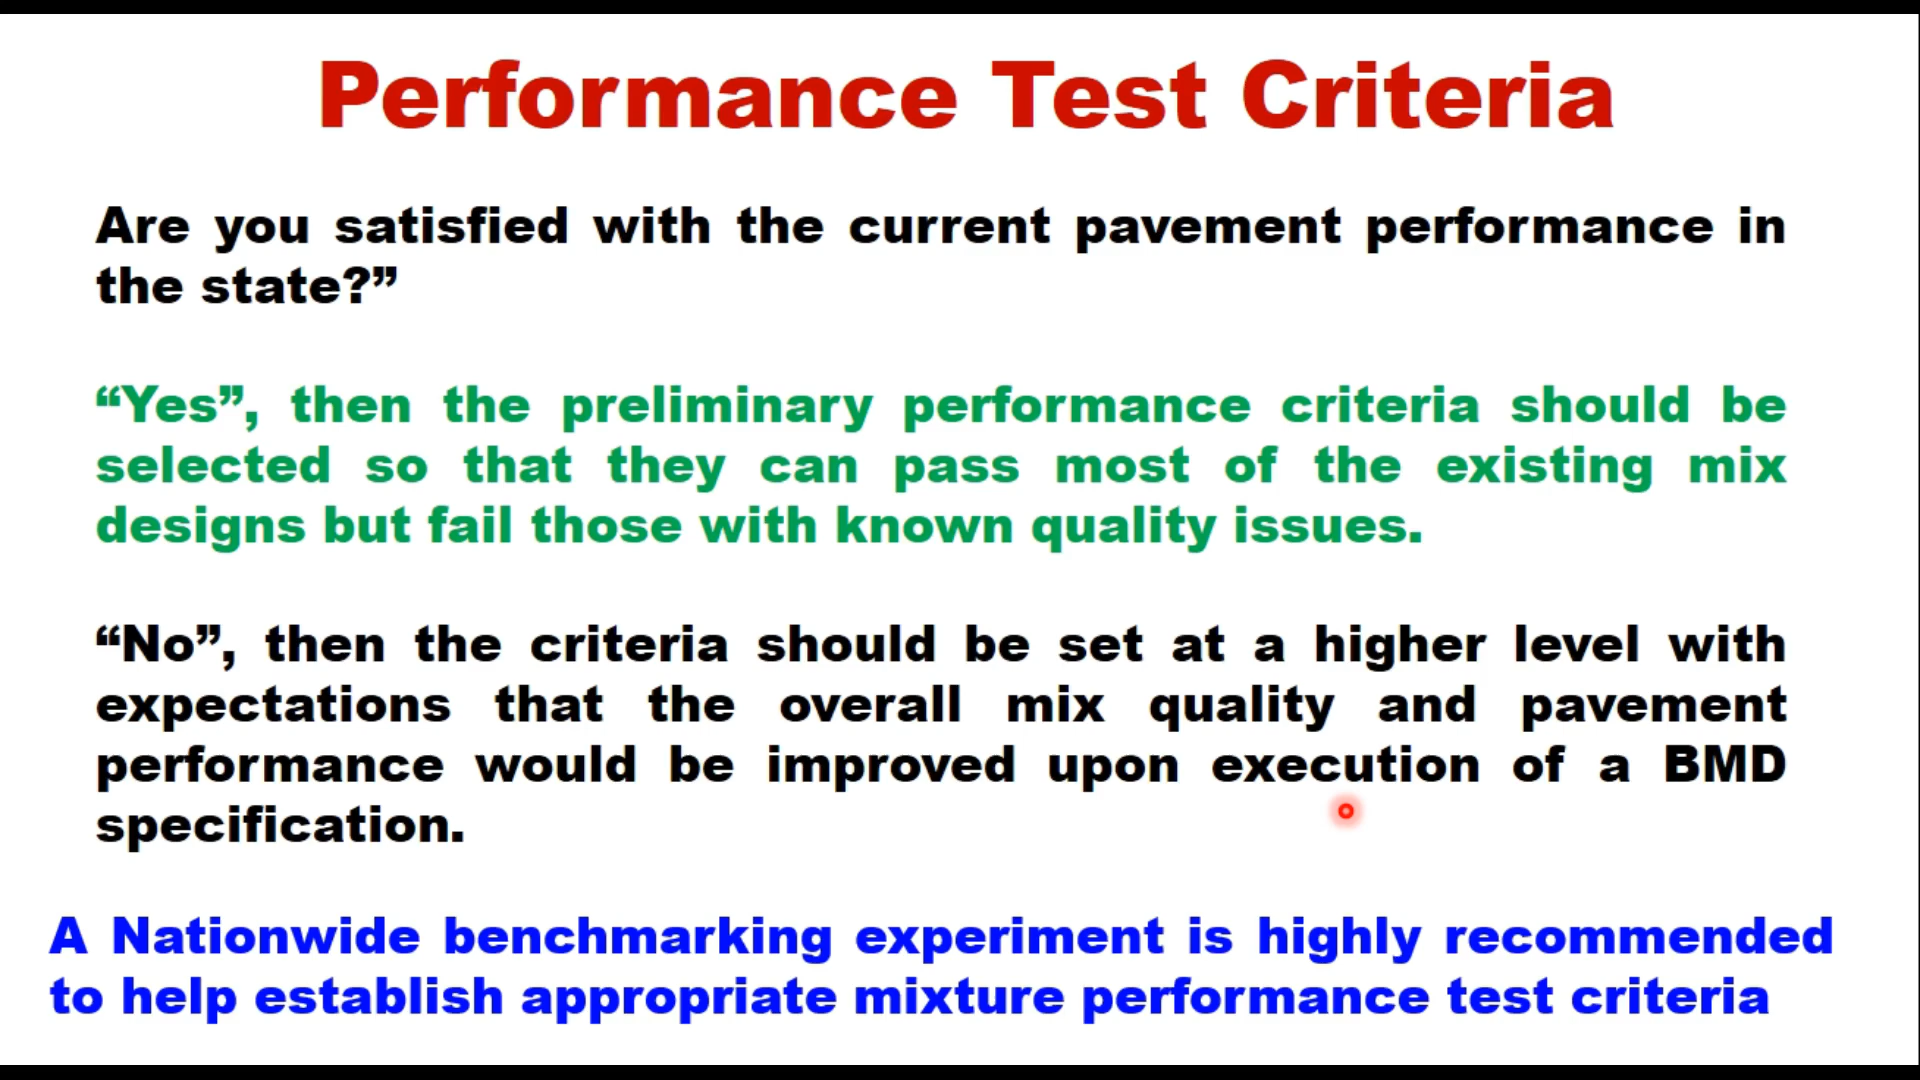 Performance Test Criteria
Are you satisfied with the current pavement performance in
the state?”
“Yes”, then the preliminary performance criteria should be
selected so that they can pass most of the existing mix
designs but fail those with known quality issues.
“No”, then the criteria should be set at a higher level with
expectations that the overall mix quality and pavement
performance would be improved upon execution of a BMD
specification.
A Nationwide benchmarking experiment is highly recommended
to help establish appropriate mixture performance test criteria